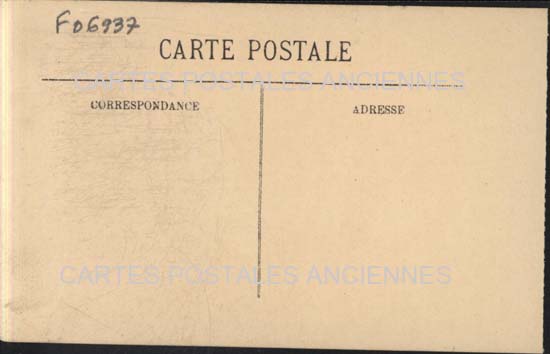 F06937
CARTE POSTALE
CARTES POSTALES ANCIENNES
CORRESPONDANCE
ADRESSE
CARTES POSTALES ANCIENNES